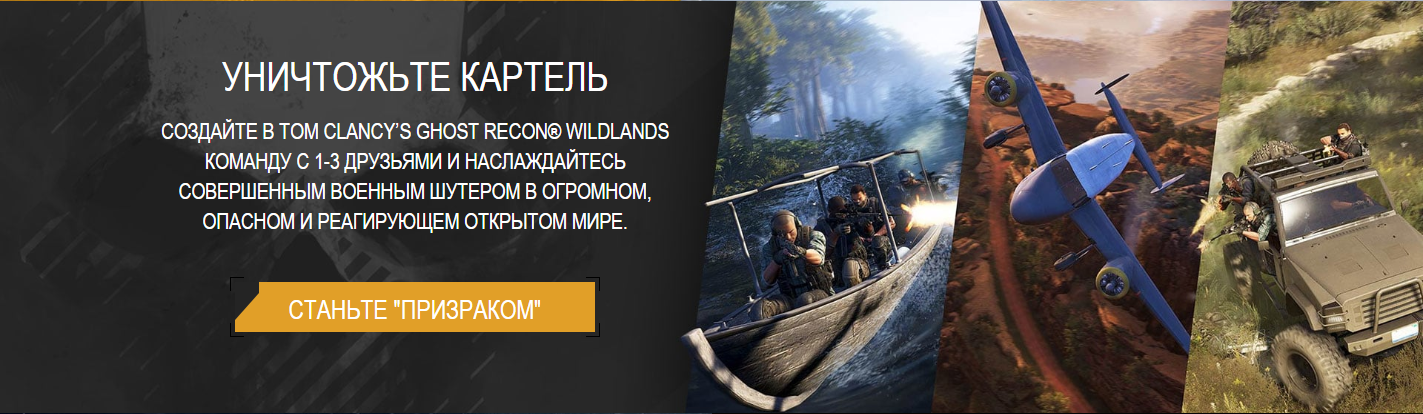 УНИЧТОЖЬТЕ КАРТЕЛЬ
СОЗДАЙТЕ В TOM CLANCY’S GHOST RECON® WILDLANDS
КОМАНДУ С 1-3 ДРУЗЬЯМИ И НАСЛАЖДАЙТЕСЬ
СОВЕРШЕННЫМ ВОЕННЫМ ШУТЕРОМ В ОГРОМНОМ,
ОПАСНОМ И РЕАГИРУЮЩЕМ ОТКРЫТОМ МИРЕ.
СТАНЬТЕ "ПРИЗРАКОМ"